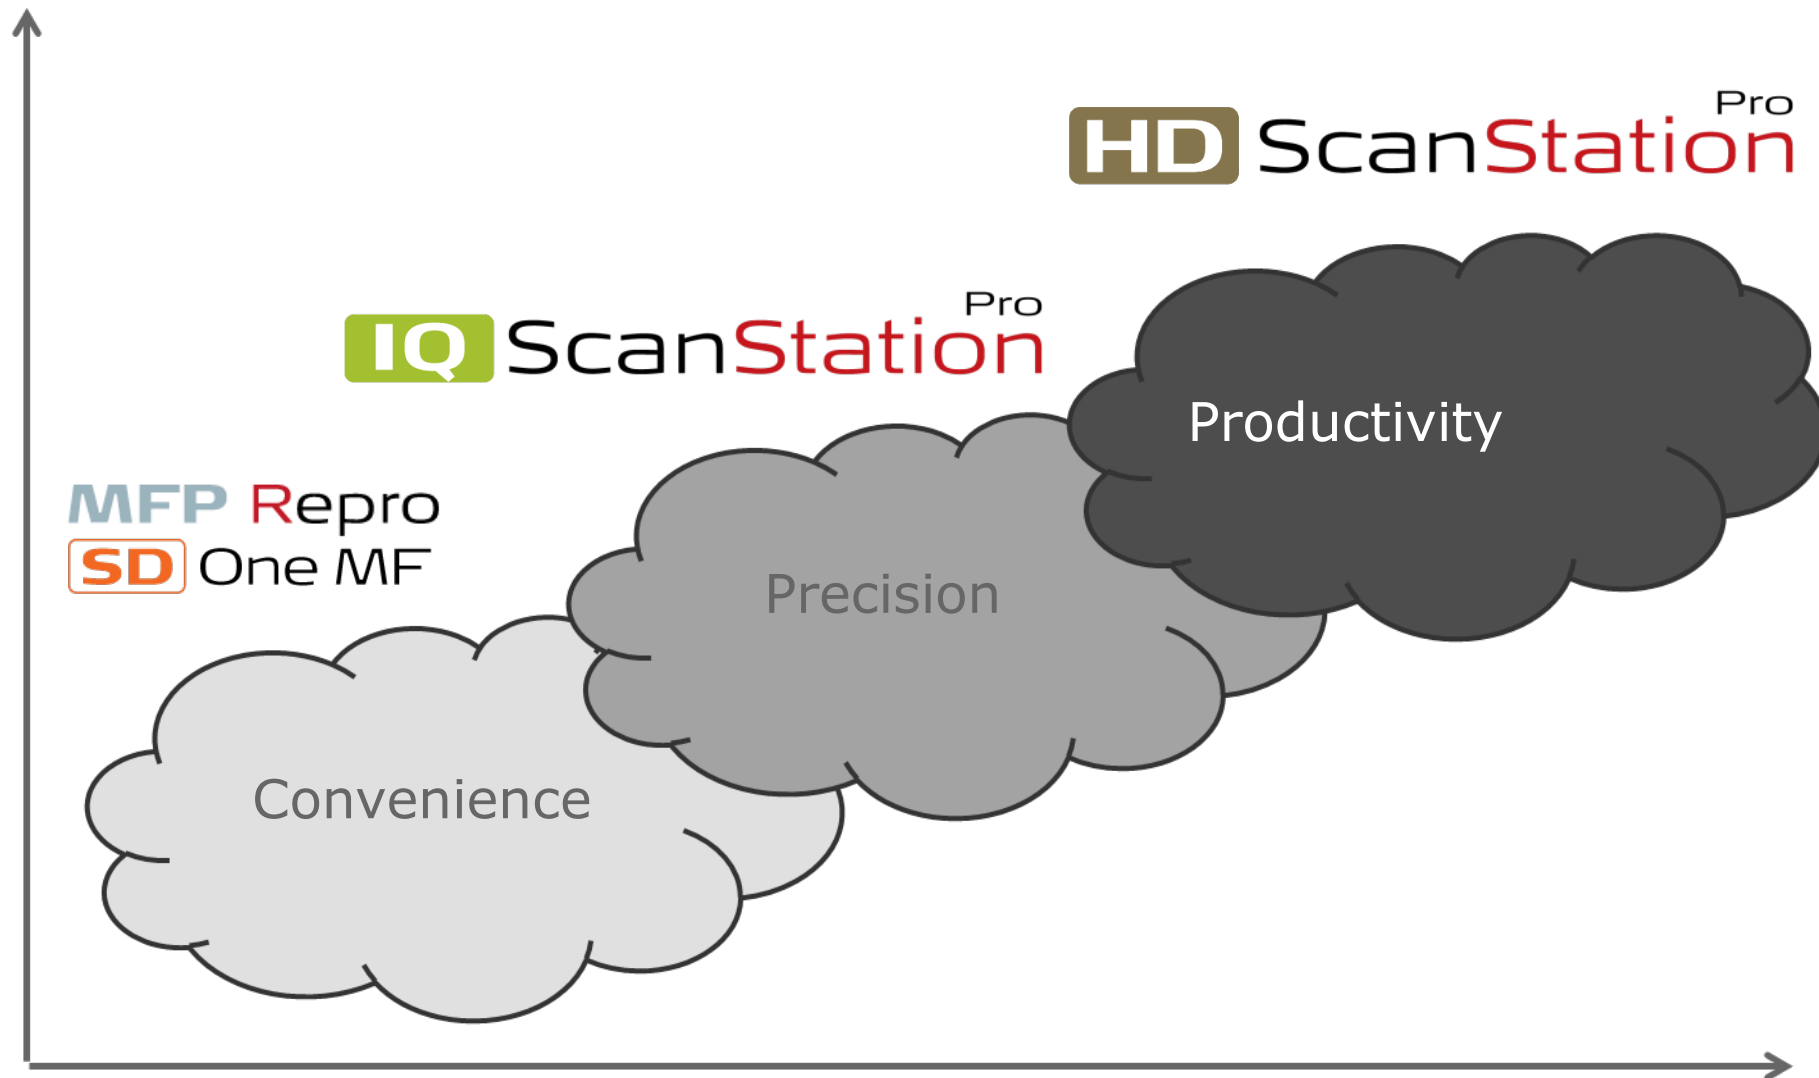 Pro
HD ScanStation
Pro
IQ ScanStation
Productivity
MFP Repro
SD One MF
Precision
Convenience